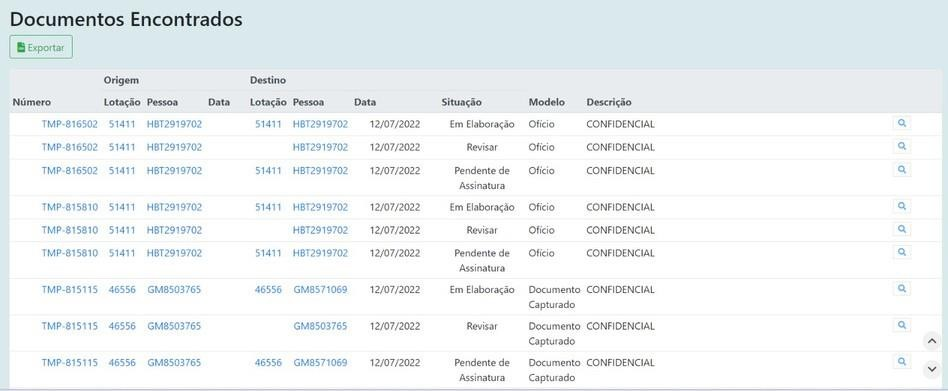 Documentos Encontrados
Exportar
Origem Destino
Número Lotação Pessoa Data Lotação Pessoa Data Situação Modelo Descrição
TMP-816502 51411 HBT2919702 51411 HBT2919702 12/07/2022 Em Elaboração Ofício CONFIDENCIAL
TMP-816502 51411 HBT2919702 HBT2919702 12/07/2022 Revisar Ofício CONFIDENCIAL
TMP-816502 51411 HBT2919702 51411 HBT2919702 12/07/2022 Pendente de Ofício CONFIDENCIAL
Assinatura
TMP-815810 51411 HBT2919702 51411 HBT2919702 12/07/2022 Em Elaboração Ofício CONFIDENCIAL
TMP-815810 51411 HBT2919702 HBT2919702 12/07/2022 Revisar Ofício CONFIDENCIAL
TMP-815810 51411 HBT2919702 51411 HBT2919702 12/07/2022 Pendente de Ofício CONFIDENCIAL
Assinatura
TMP-815115 46556 GM8503765 46556 GM8571069 12/07/2022 Em Elaboração Documento CONFIDENCIAL
Capturado
TMP-815115 46556 GM8503765 GM8503765 12/07/2022 Revisar Documento CONFIDENCIAL
Capturado
TMP-815115 46556 GM8503765 46556 GM8571069 12/07/2022 Pendente de Documento CONFIDENCIAL
Assinatura Capturado